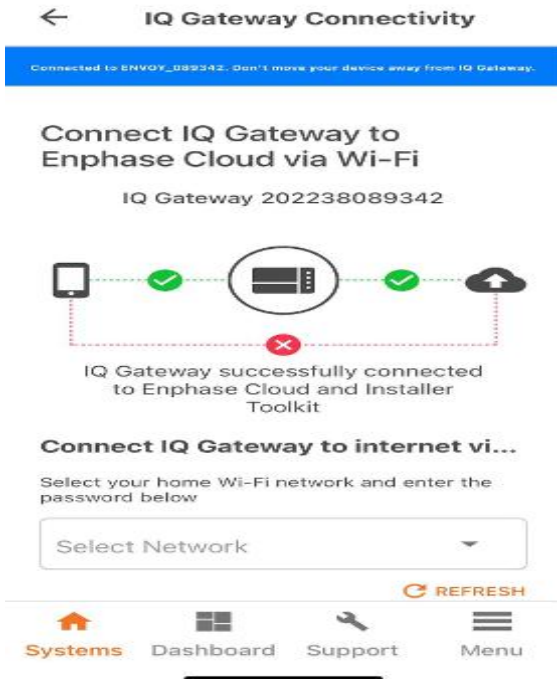 IQ Gateway Connectivity
Connected to ENVOY_089342. Don't move your device away from IQ Gateway.
Connect IQ Gateway to
Enphase Cloud via Wi-Fi
IQ Gateway 202238089342
IQ Gateway successfully connected
to Enphase Cloud and Installer
Toolkit
Connect IQ Gateway to internet vi...
Select your home Wi-Fi network and enter the
password below
Select Network
REFRESH
Systems Dashboard Support Menu